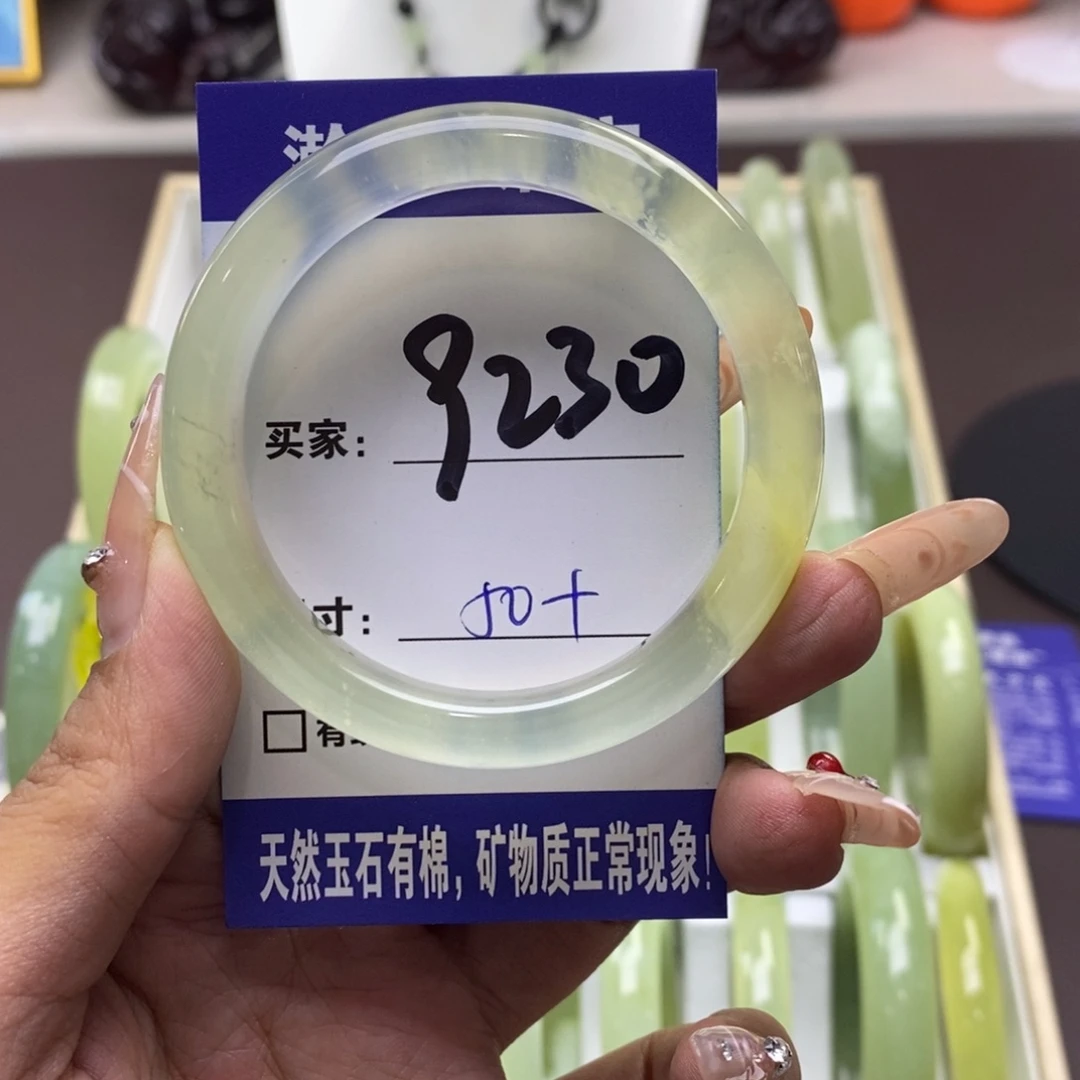 买家: 9230
寸: 50+
有
天然玉石有棉,矿物质正常现象!